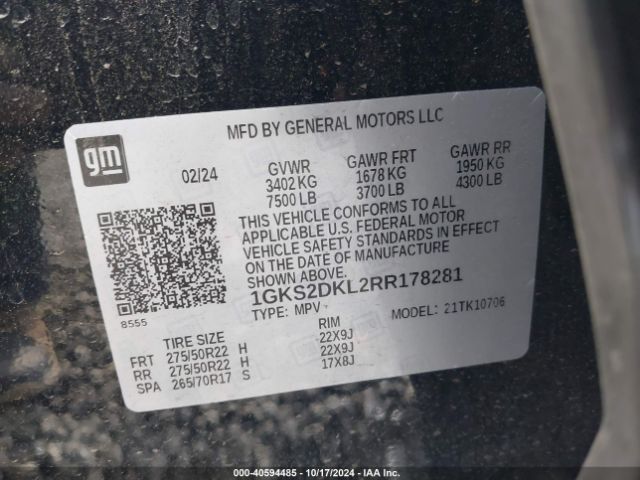 MFD BY GENERAL MOTORS LLC
gm
02/24
GVWR GAWR FRT GAWR RR
3402 KG 1678 KG 1950 KG
7500 LB 3700 LB 4300 LB
THIS VEHICLE CONFORMS TO ALL
APPLICABLE U.S. FEDERAL MOTOR
VEHICLE SAFETY STANDARDS IN EFFECT
ON THE DATE OF MANUFACTURE
SHOWN ABOVE.
1GKS2DKL2RR178281
8555
TYPE: MPV MODEL: 21TK10706
TIRE SIZE RIM
FRT 275/50R22 H 22X9J
RR 275/50R22 H 22X9J
SPA 265/70R17 S 17X8J
000-40594485 - 10/17/2024 - IAA Inc.